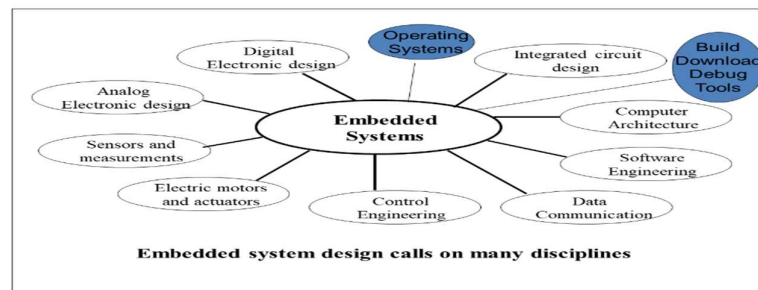 Operating
Systems
Digital
Electronic design
Integrated circuit
design
Build
Download
Debug
Tools
Analog
Electronic design
Embedded
Systems
Computer
Architecture
Sensors and
measurements
Software
Engineering
Electric motors
and actuators
Control
Engineering
Data
Communication
Embedded system design calls on many disciplines